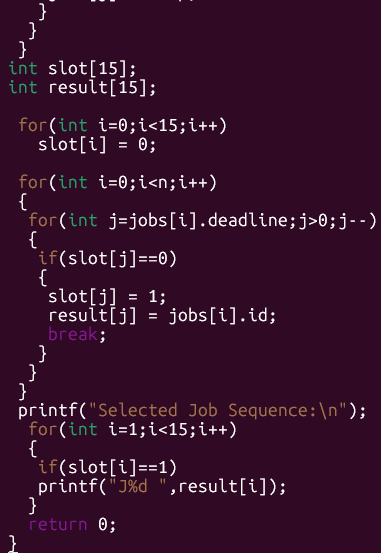 }
}
}
int slot[15];
int result[15];
for(int i=0;i<15;i++)
slot[i] = 0;
for(int i=0;i<n;i++)
{
for(int j=jobs[i].deadline;j>0;j--)
{
if(slot[j]==0)
{
slot[j] = 1;
result[j] = jobs[i].id;
break;
}
}
}
printf("Selected Job Sequence:\n");
for(int i=1;i<15;i++)
{
if(slot[i]==1)
printf("J%d ",result[i]);
}
return 0;
}